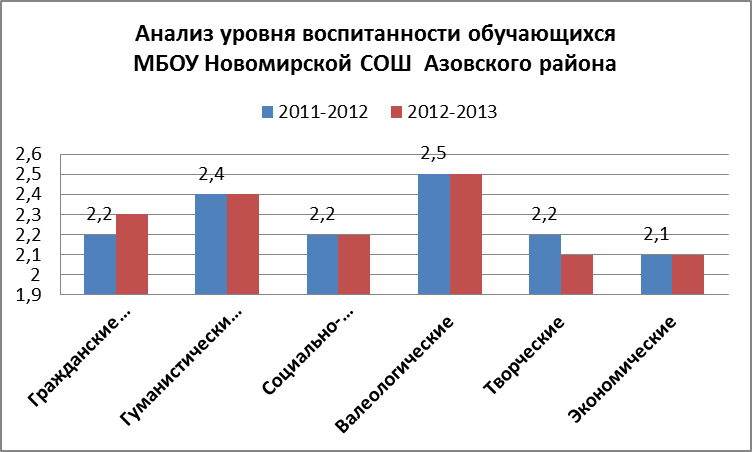 Анализ уровня воспитанности обучающихся
МБОУ Новомирской СОШ Азовского района
2011-2012 2012-2013
2,6
2,5
2,4
2,3
2,2
2,1
2
1,9
2,2 2,4 2,2 2,5 2,2 2,1
Гражданские...
Гуманистически...
Социально-...
Валеологические
Творческие
Экономические